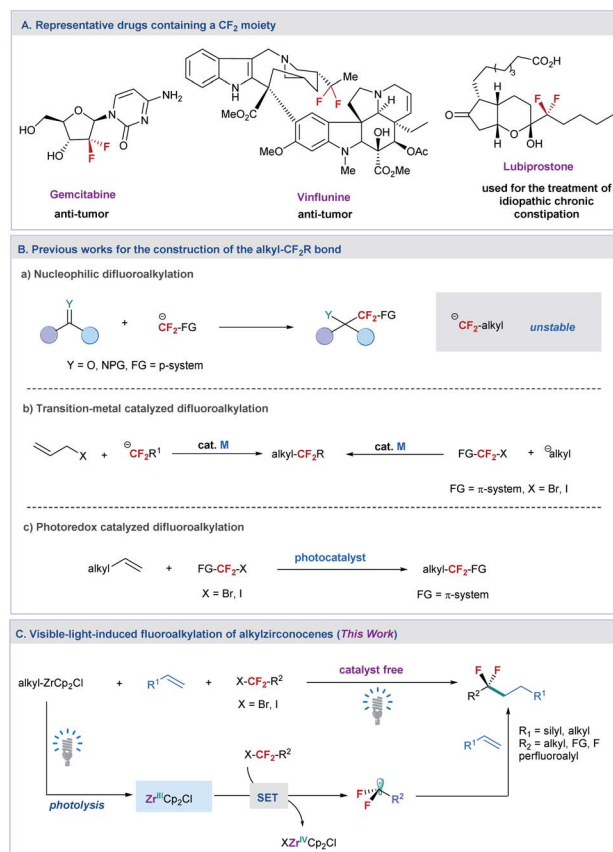 A. Representative drugs containing a CF2 moiety
N
Me
F
F
N
H
MeO2C
N
H
OH
MeO
N
Me
OAc
CO2Me
HO
HO
O
N
N
O
NH2
F
F
Gemcitabine
anti-tumor
Vinflunine
anti-tumor
( )3
CO2H
O
H
H
O
OH
F
F
Lubiprostone
used for the treatment of
idiopathic chronic
constipation
B. Previous works for the construction of the alkyl-CF2R bond
a) Nucleophilic difluoroalkylation
Y
+
⊖
CF2-FG
Y
CF2-FG
⊖
CF2-alkyl
unstable
Y = O, NPG, FG = p-system
b) Transition-metal catalyzed difluoroalkylation
X
+
⊖
CF2R1
cat. M
alkyl-CF2R
cat. M
FG-CF2-X
+
⊖
alkyl
FG = π-system, X = Br, I
c) Photoredox catalyzed difluoroalkylation
alkyl
+
FG-CF2-X
photocatalyst
alkyl-CF2-FG
X = Br, I
FG = π-system
C. Visible-light-induced fluoroalkylation of alkylzirconocenes (This Work)
alkyl-ZrCp2Cl
+
R1
+
X-CF2-R2
X = Br, I
catalyst free
F
F
R2
R1
R1
R1 = silyl, alkyl
R2 = alkyl, FG, F
perfluoroalyl
X-CF2-R2
photolysis
ZrIIICp2Cl
SET
F
F
R2
XZrIVCp2Cl